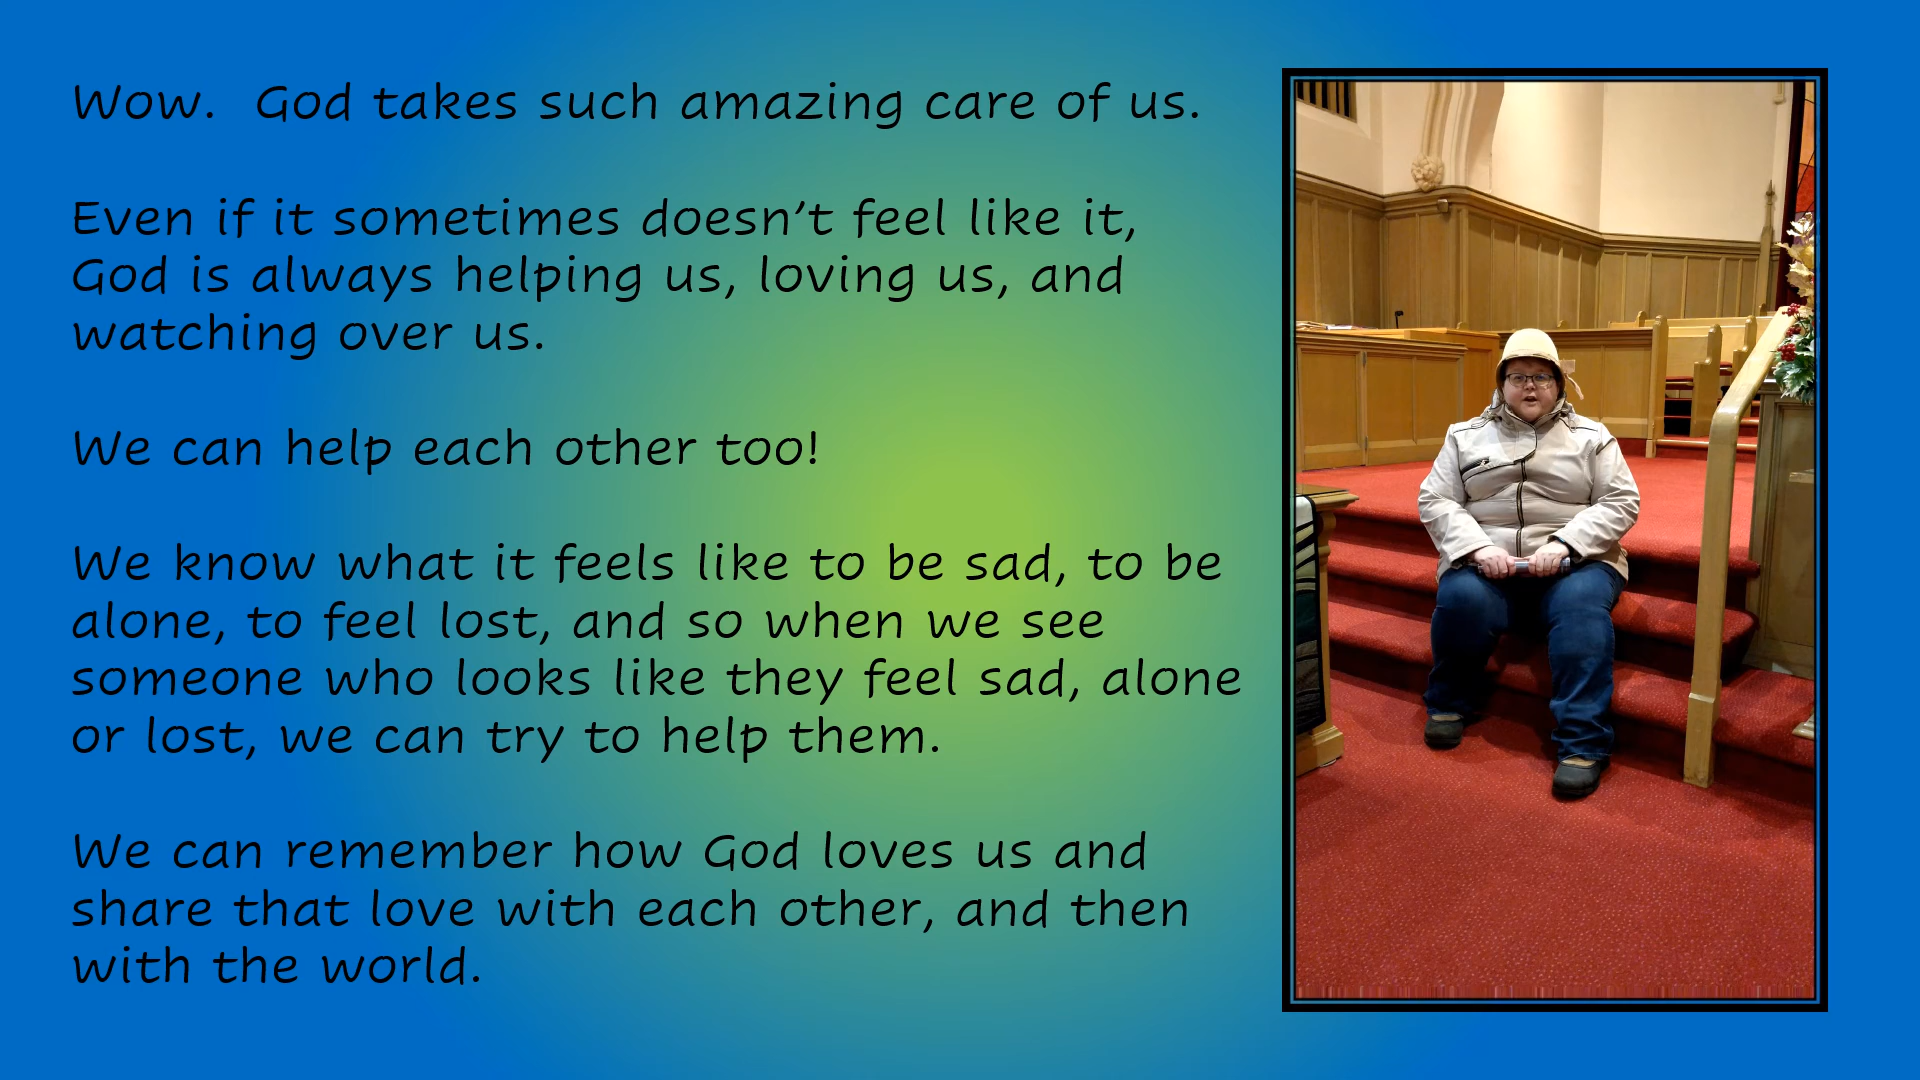 Wow.  God takes such amazing care of us.
Even if it sometimes doesn’t feel like it,
God is always helping us, loving us, and
watching over us.
We can help each other too!
We know what it feels like to be sad, to be
alone, to feel lost, and so when we see
someone who looks like they feel sad, alone
or lost, we can try to help them.
We can remember how God loves us and
share that love with each other, and then
with the world.